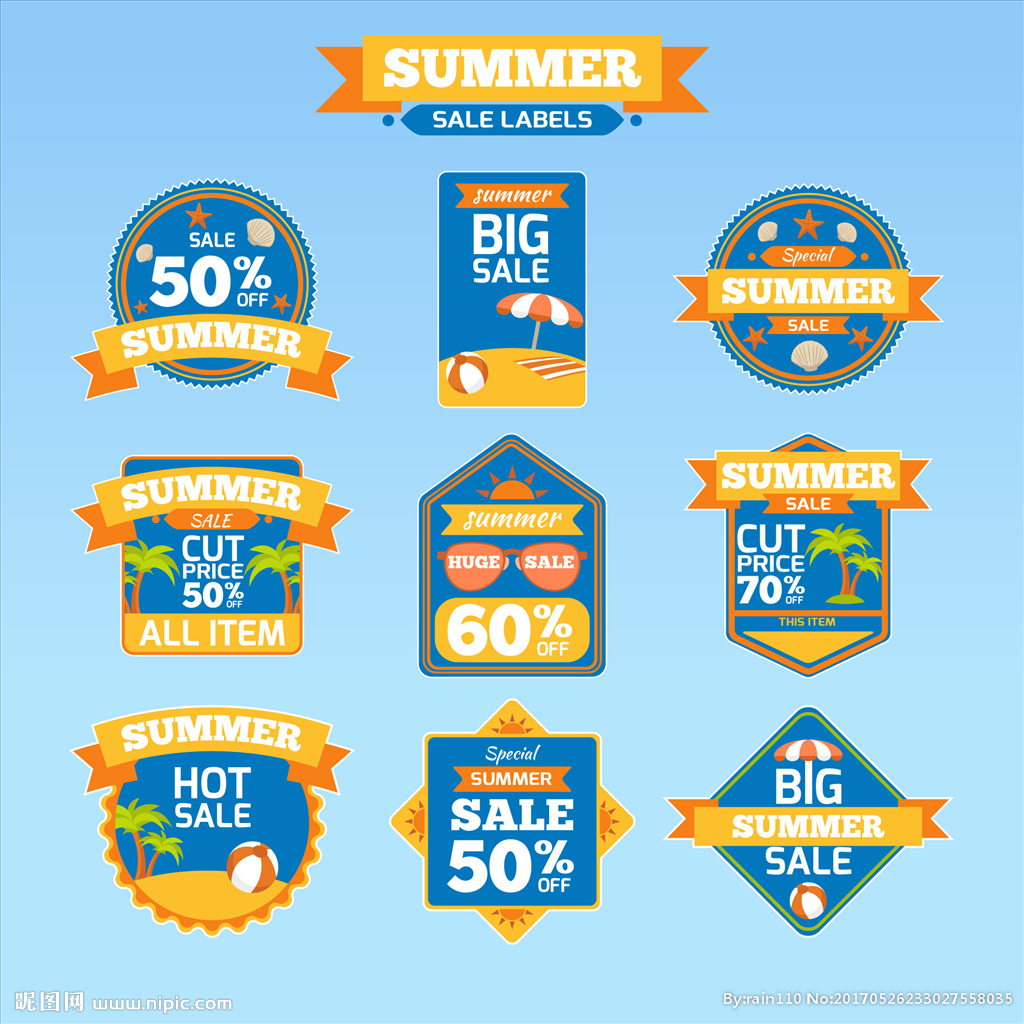 SUMMER
SALE LABELS
SALE
50%
OFF
SUMMER
summer
BIG
SALE
Special
SUMMER
SALE
SUMMER
SALE
CUT
PRICE
50%
OFF
ALL ITEM
summer
HUGE SALE
60%
OFF
SUMMER
SALE
CUT
PRICE
70%
OFF
THIS ITEM
SUMMER
HOT
SALE
Special
SUMMER
SALE
50%
OFF
BIG
SUMMER
SALE
昵图网 www.nipic.com
By:rain110 No:20170526233027558035